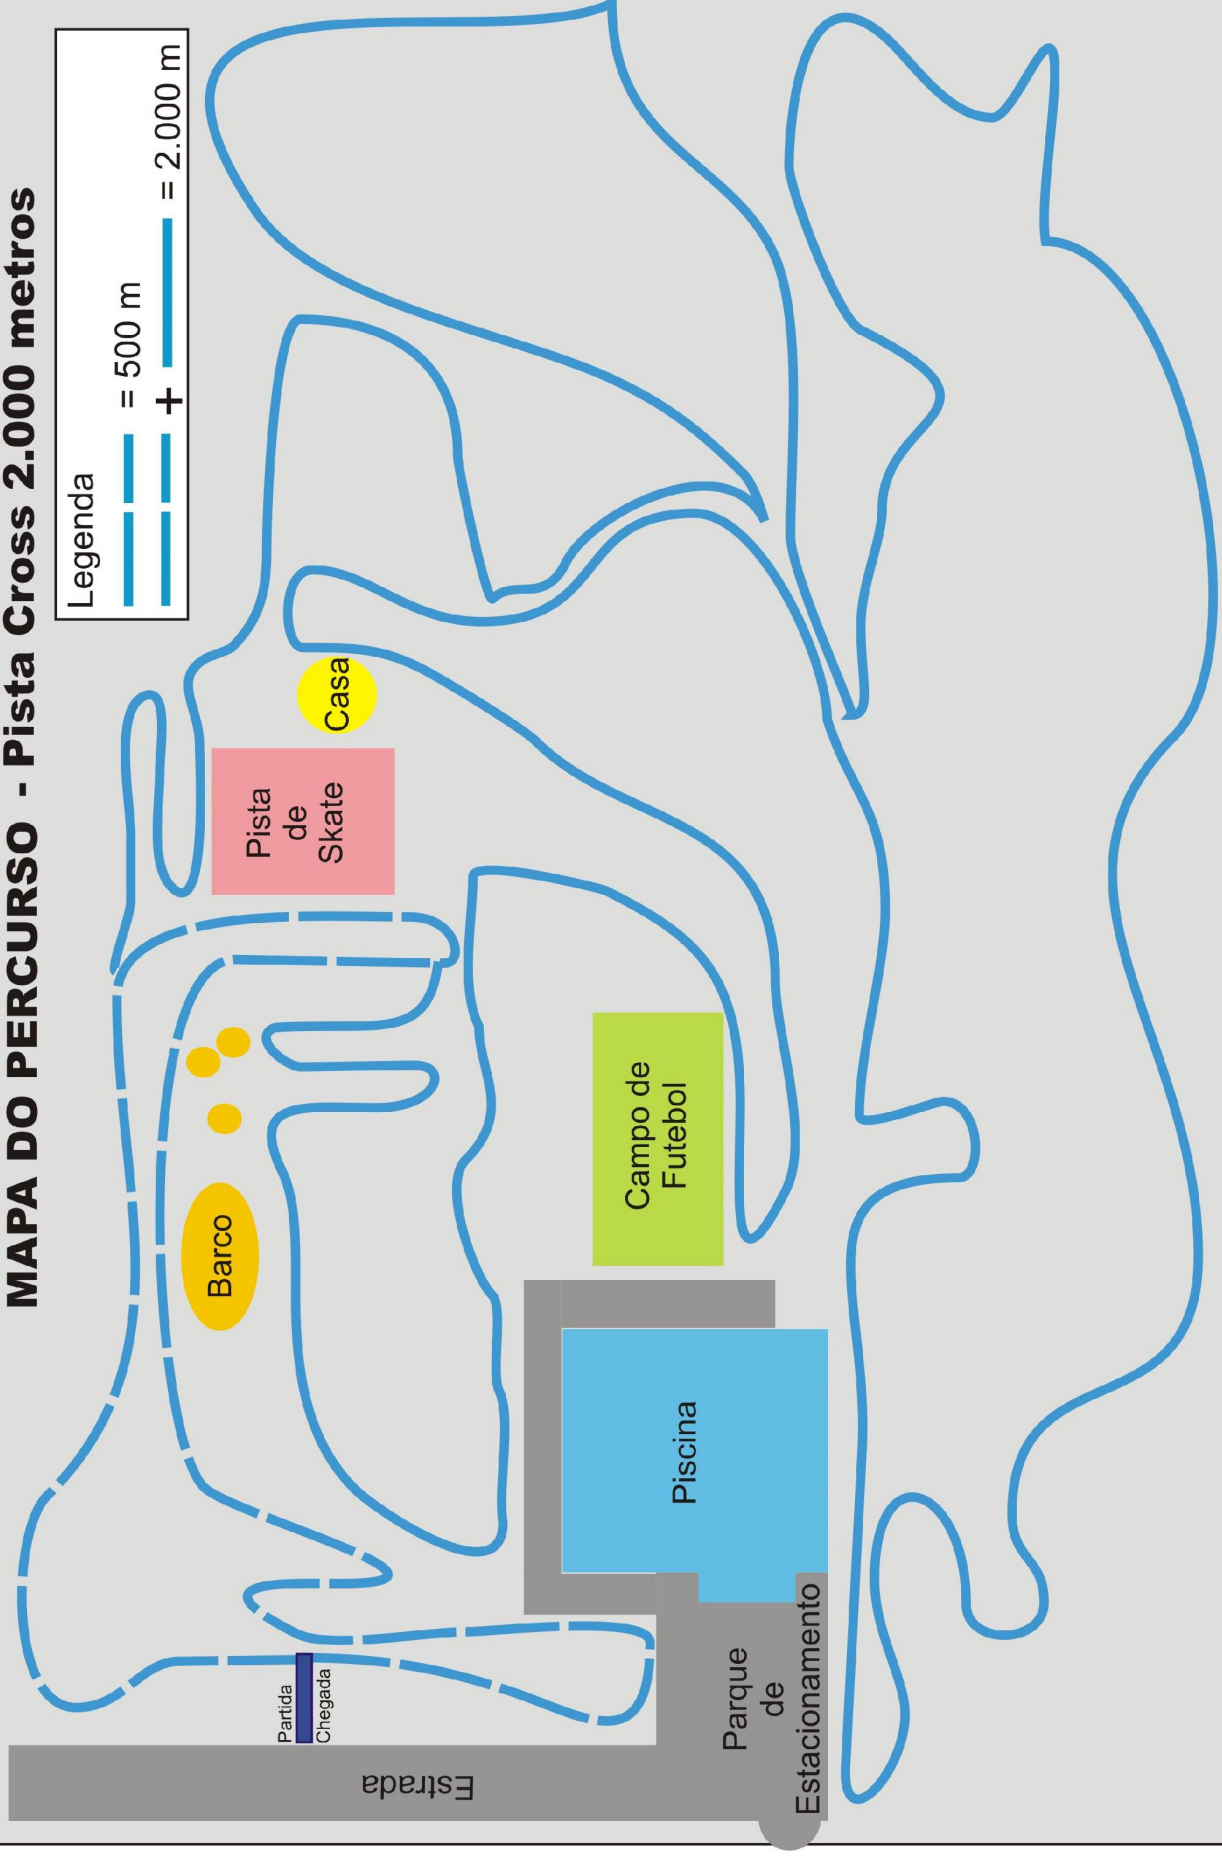 MAPA DO PERCURSO - Pista Cross 2.000 metros
Legenda
= 500 m
+ = 2.000 m
Pista
de
Skate
Casa
Barco
Campo de
Futebol
Piscina
Partida
Chegada
Estrada
Parque
de
Estacionamento